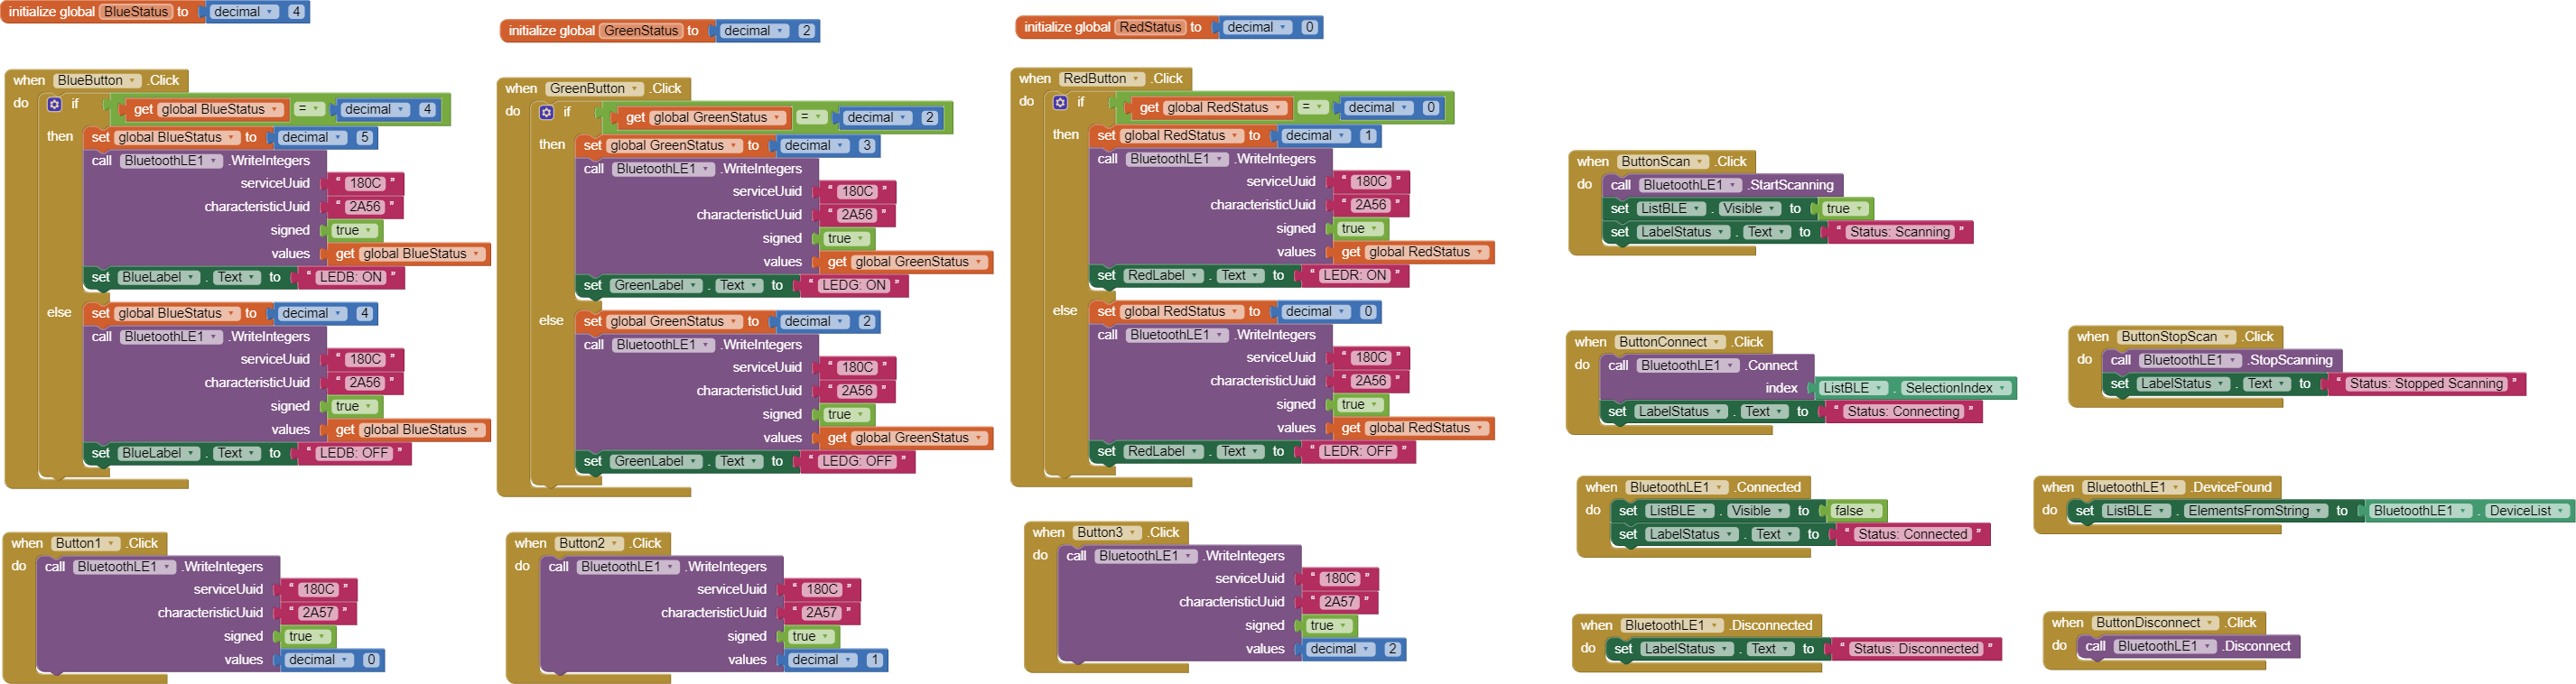 initialize global BlueStatus to decimal 4
when BlueButton .Click
do if get global BlueStatus = decimal 4
then set global BlueStatus to decimal 5
call BluetoothLE1 .WriteIntegers
serviceUuid “ 180C ”
characteristicUuid “ 2A56 ”
signed true
values get global BlueStatus
set BlueLabel . Text to “ LEDB: ON ”
else set global BlueStatus to decimal 4
call BluetoothLE1 .WriteIntegers
serviceUuid “ 180C ”
characteristicUuid “ 2A56 ”
signed true
values get global BlueStatus
set BlueLabel . Text to “ LEDB: OFF ”
when Button1 .Click
do call BluetoothLE1 .WriteIntegers
serviceUuid “ 180C ”
characteristicUuid “ 2A57 ”
signed true
values decimal 0
initialize global GreenStatus to decimal 2
when GreenButton .Click
do if get global GreenStatus = decimal 2
then set global GreenStatus to decimal 3
call BluetoothLE1 .WriteIntegers
serviceUuid “ 180C ”
characteristicUuid “ 2A56 ”
signed true
values get global GreenStatus
set GreenLabel . Text to “ LEDG: ON ”
else set global GreenStatus to decimal 2
call BluetoothLE1 .WriteIntegers
serviceUuid “ 180C ”
characteristicUuid “ 2A56 ”
signed true
values get global GreenStatus
set GreenLabel . Text to “ LEDG: OFF ”
when Button2 .Click
do call BluetoothLE1 .WriteIntegers
serviceUuid “ 180C ”
characteristicUuid “ 2A57 ”
signed true
values decimal 1
initialize global RedStatus to decimal 0
when RedButton .Click
do if get global RedStatus = decimal 0
then set global RedStatus to decimal 1
call BluetoothLE1 .WriteIntegers
serviceUuid “ 180C ”
characteristicUuid “ 2A56 ”
signed true
values get global RedStatus
set RedLabel . Text to “ LEDR: ON ”
else set global RedStatus to decimal 0
call BluetoothLE1 .WriteIntegers
serviceUuid “ 180C ”
characteristicUuid “ 2A56 ”
signed true
values get global RedStatus
set RedLabel . Text to “ LEDR: OFF ”
when Button3 .Click
do call BluetoothLE1 .WriteIntegers
serviceUuid “ 180C ”
characteristicUuid “ 2A57 ”
signed true
values decimal 2
when ButtonScan .Click
do call BluetoothLE1 .StartScanning
set ListBLE . Visible to true
set LabelStatus . Text to “ Status: Scanning ”
when ButtonConnect .Click
do call BluetoothLE1 .Connect
index ListBLE . SelectionIndex
set LabelStatus . Text to “ Status: Connecting ”
when ButtonStopScan .Click
do call BluetoothLE1 .StopScanning
set LabelStatus . Text to “ Status: Stopped Scanning ”
when BluetoothLE1 .Connected
do set ListBLE . Visible to false
set LabelStatus . Text to “ Status: Connected ”
when BluetoothLE1 .DeviceFound
do set ListBLE . ElementsFromString to BluetoothLE1 . DeviceList
when BluetoothLE1 .Disconnected
do set LabelStatus . Text to “ Status: Disconnected ”
when ButtonDisconnect .Click
do call BluetoothLE1 .Disconnect